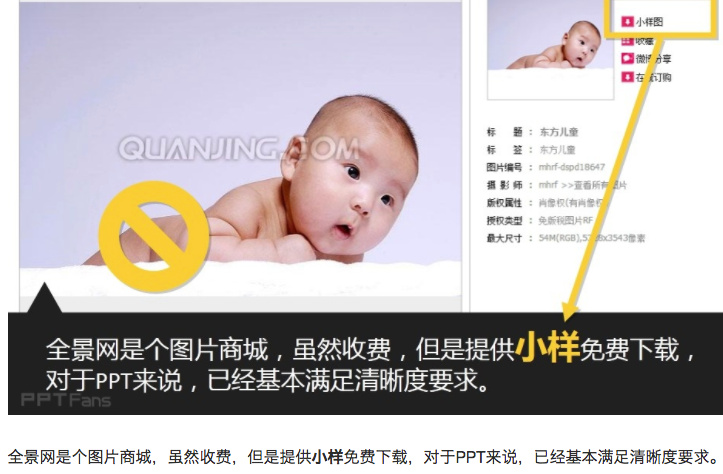 小样图
收藏
微博分享
在线订购
QUANJING.COM
标 题 : 东方儿童
标 签 : 东方儿童
图片编号 : mhrf-dspd18647
摄 影 师 : mhrf >>查看所有图片
版权属性 : 肖像权(有肖像权)
授权类型 : 免版税图片RF
最大尺寸 : 54M(RGB),5 x3543像素
全景网是个图片商城，虽然收费，但是提供小样免费下载，
对于PPT来说，已经基本满足清晰度要求。
PPTFans
全景网是个图片商城，虽然收费，但是提供小样免费下载，对于PPT来说，已经基本满足清晰度要求。